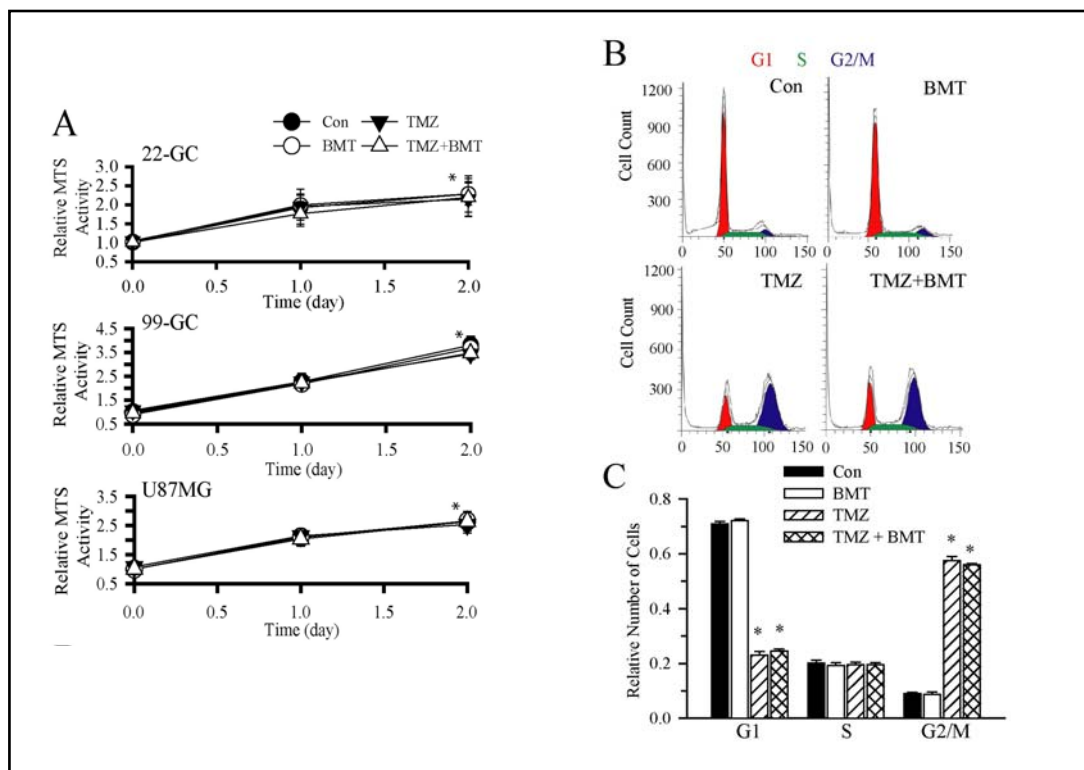 A
Con
TMZ
BMT
TMZ+BMT
22-GC
Relative MTS
Activity
3.0
2.5
2.0
1.5
1.0
0.5
*
0.0 0.5 1.0 1.5 2.0
Time (day)
99-GC
Relative MTS
Activity
4.5
3.5
2.5
1.5
0.5
*
0.0 0.5 1.0 1.5 2.0
Time (day)
U87MG
Relative MTS
Activity
3.5
2.5
1.5
0.5
*
0.0 0.5 1.0 1.5 2.0
Time (day)
B
G1 S G2/M
Con
BMT
Cell Count
1200
900
600
300
0 50 100 150
0 50 100 150
TMZ
TMZ+BMT
Cell Count
1200
900
600
300
0 50 100 150
0 50 100 150
C
Con
BMT
TMZ
TMZ + BMT
Relative Number of Cells
0.8
0.6
0.4
0.2
0.0
* *
* *
G1 S G2/M